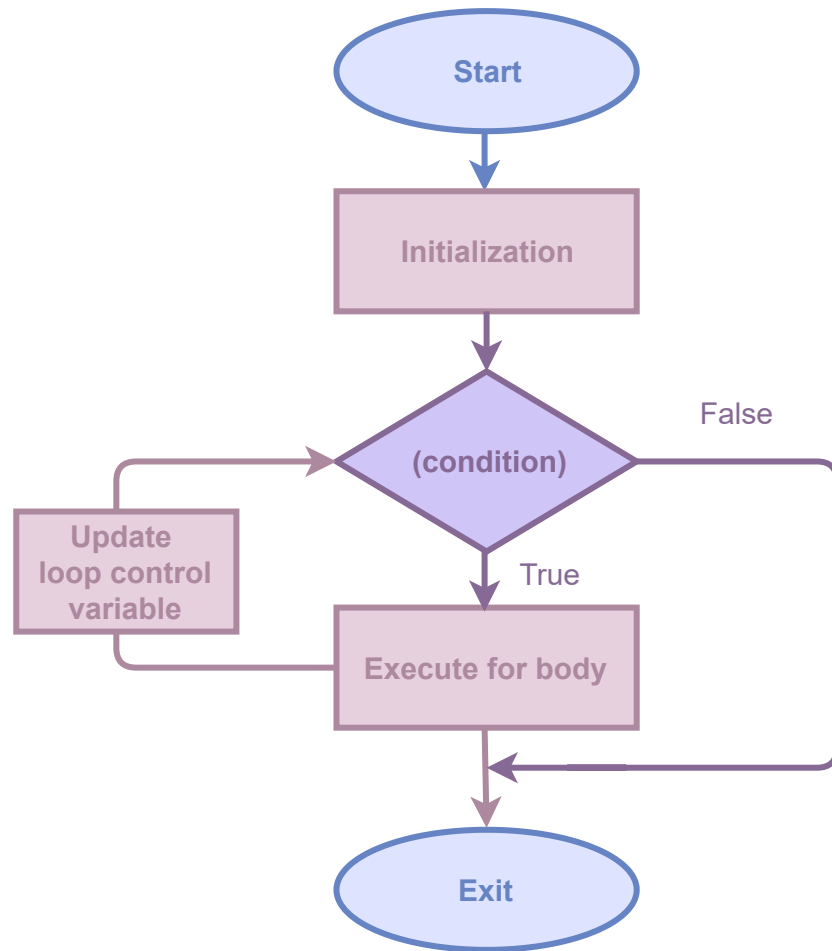 Start
Initialization
False
(condition)
Update
loop control
variable
True
Execute for body
Exit